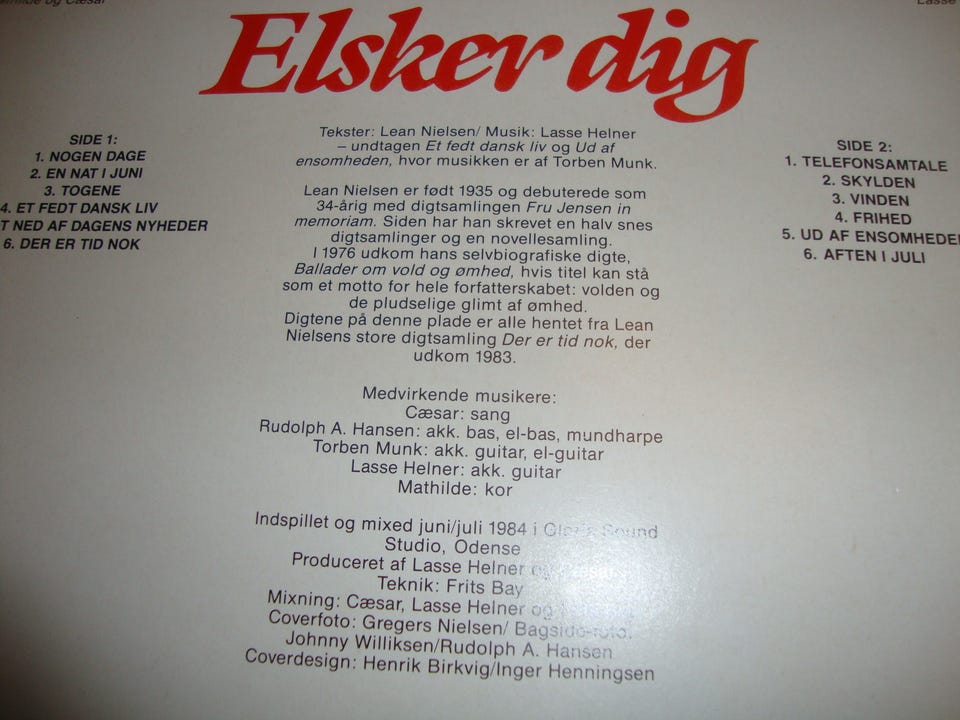 og Cæsar
Lasse
Elsker dig
SIDE 1:
1. NOGEN DAGE
2. EN NAT I JUNI
3. TOGENE
4. ET FEDT DANSK LIV
T NED AF DAGENS NYHEDER
6. DER ER TID NOK
Tekster: Lean Nielsen/ Musik: Lasse Helner
– undtagen Et fedt dansk liv og Ud af
ensomheden, hvor musikken er af Torben Munk.
Lean Nielsen er født 1935 og debuterede som
34-årig med digtsamlingen Fru Jensen in
memoriam. Siden har han skrevet en halv snes
digtsamlinger og en novellesamling.
I 1976 udkom hans selvbiografiske digte,
Ballader om vold og ømhed, hvis titel kan stå
som et motto for hele forfatterskabet: volden og
de pludselige glimt af ømhed.
Digtene på denne plade er alle hentet fra Lean
Nielsens store digtsamling Der er tid nok, der
udkom 1983.
Medvirkende musikere:
Cæsar: sang
Rudolph A. Hansen: akk. bas, el-bas, mundharpe
Torben Munk: akk. guitar, el-guitar
Lasse Helner: akk. guitar
Mathilde: kor
Indspillet og mixed juni/juli 1984 i Sound
Studio, Odense
Produceret af Lasse Helner og
Teknik: Frits Bay
Mixning: Cæsar, Lasse Helner og
Coverfoto: Gregers Nielsen/ Bagside-foto:
Johnny Williksen/Rudolph A. Hansen
Coverdesign: Henrik Birkvig/Inger Henningsen
SIDE 2:
1. TELEFONSAMTALE
2. SKYLDEN
3. VINDEN
4. FRIHED
5. UD AF ENSOMHEDE
6. AFTEN I JULI